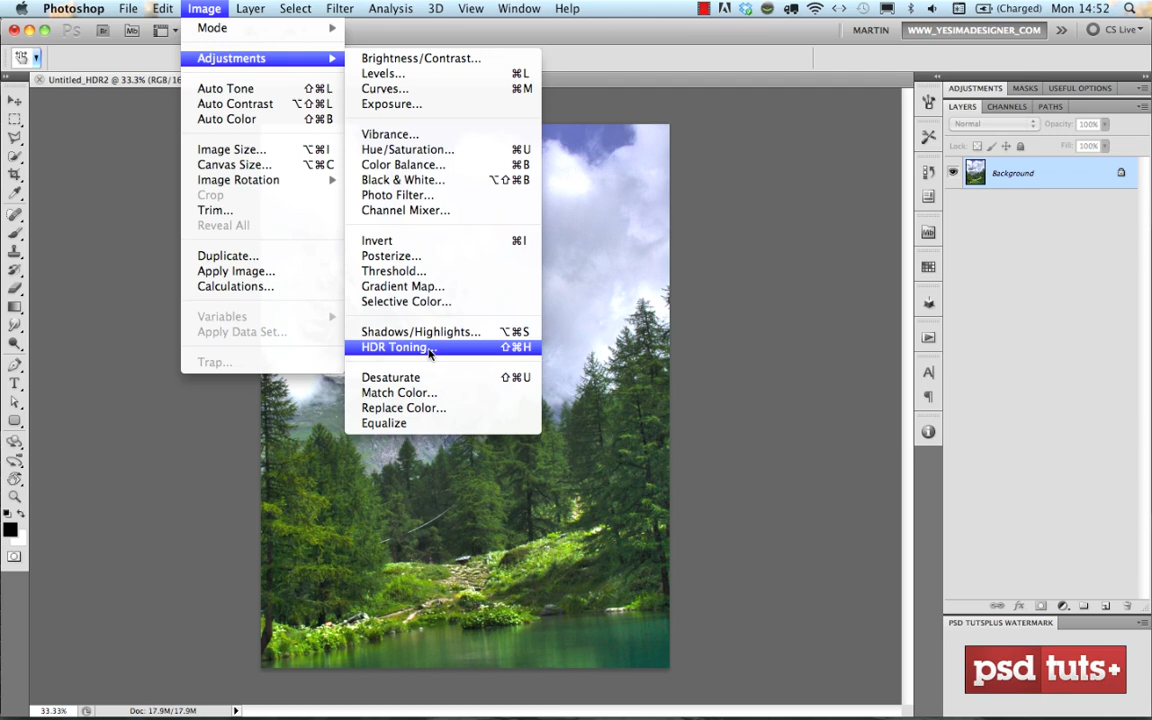 Photoshop File Edit Image Layer Select Filter Analysis 3D View Window Help (Charged) Mon 14:52
Ps Br Mb MARTIN WWW_YESIMADESIGNER_COM >> CS Live
Untitled_HDR2 @ 33.3% (RGB/16
Mode
Adjustments
Auto Tone ⇧⌘L
Auto Contrast ⌥⇧⌘L
Auto Color ⇧⌘B
Image Size... ⌥⌘I
Canvas Size... ⌥⌘C
Image Rotation
Crop
Trim...
Reveal All
Duplicate...
Apply Image...
Calculations...
Variables
Apply Data Set...
Trap...
Brightness/Contrast...
Levels... ⌘L
Curves... ⌘M
Exposure...
Vibrance...
Hue/Saturation... ⌘U
Color Balance... ⌘B
Black & White... ⌥⇧⌘B
Photo Filter...
Channel Mixer...
Invert ⌘I
Posterize...
Threshold...
Gradient Map...
Selective Color...
Shadows/Highlights... ⌥⌘S
HDR Toning... ⇧⌘H
Desaturate ⇧⌘U
Match Color...
Replace Color...
Equalize
ADJUSTMENTS MASKS USEFUL OPTIONS
LAYERS CHANNELS PATHS
Normal Opacity: 100%
Lock: Fill: 100%
Background
PSD TUTSPLUS WATERMARK
psd tuts+
33.33% Doc: 17.9M/17.9M